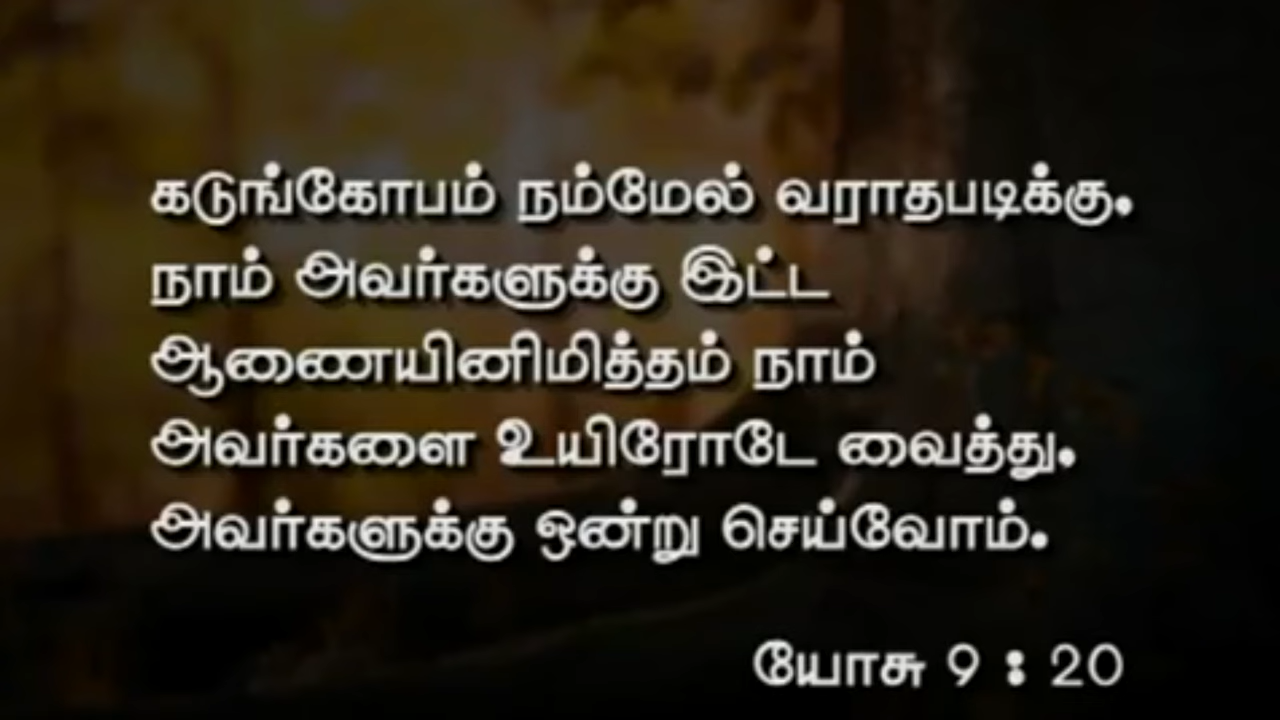 கடுங்கோபம் நம்மேல் வராதபடிக்கு.
நாம் அவர்களுக்கு இட்ட
ஆணையினிமித்தம் நாம்
அவர்களை உயிரோடே வைத்து.
அவர்களுக்கு ஒன்று செய்வோம்.
யோசு 9 : 20